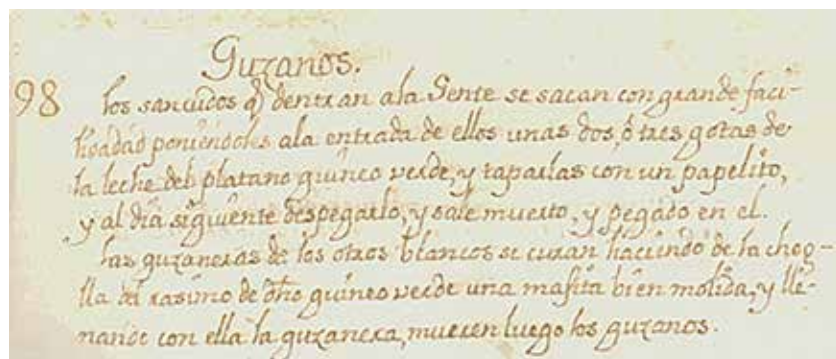 Guzanos.
98 los sancudos q̃ dentran ala Gente se sacan con grande faci-
lidad poniendoles ala entrada de ellos unas dos, ò tres gotas de
la leche del platano guineo verde, y taparlas con un papelito,
y al dia siguiente despegarlo, y sale muerto, y pegado en el.
las guzaneras de los otros blancos se curan haciendo de la chog-
lla del rasimo de dho guineo verde una masita bien molida, y lle-
nando con ella la guzanera, mueren luego los guzanos.